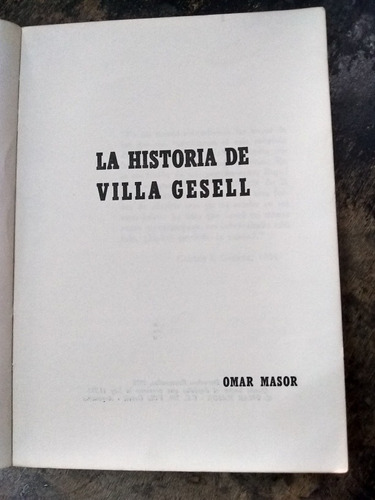 LA HISTORIA DE
VILLA GESELL
OMAR MASOR